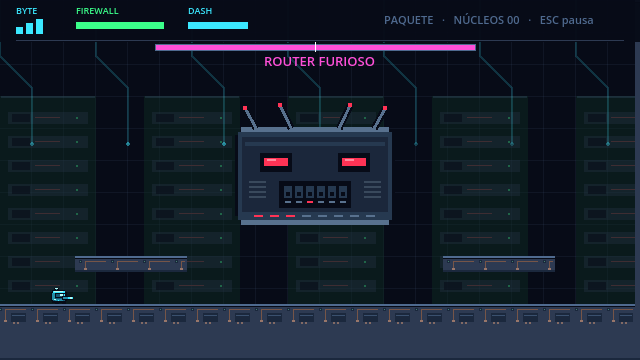 BYTE FIREWALL DASH PAQUETE · NÚCLEOS 00 · ESC pausa
ROUTER FURIOSO